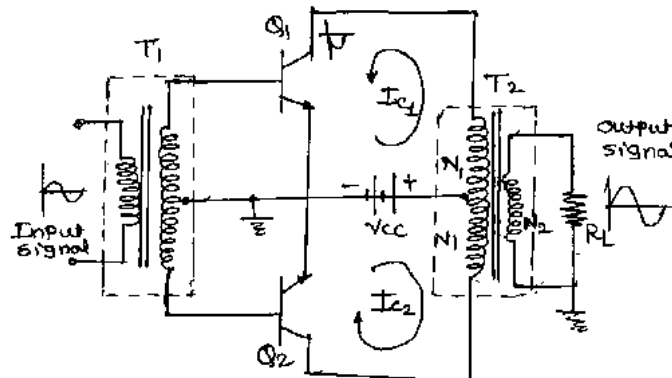 Q1
T1
Ic1
T2
Output
signal
N1
- +
Vcc
N1
N2
RL
Input
signal
Ic2
Q2